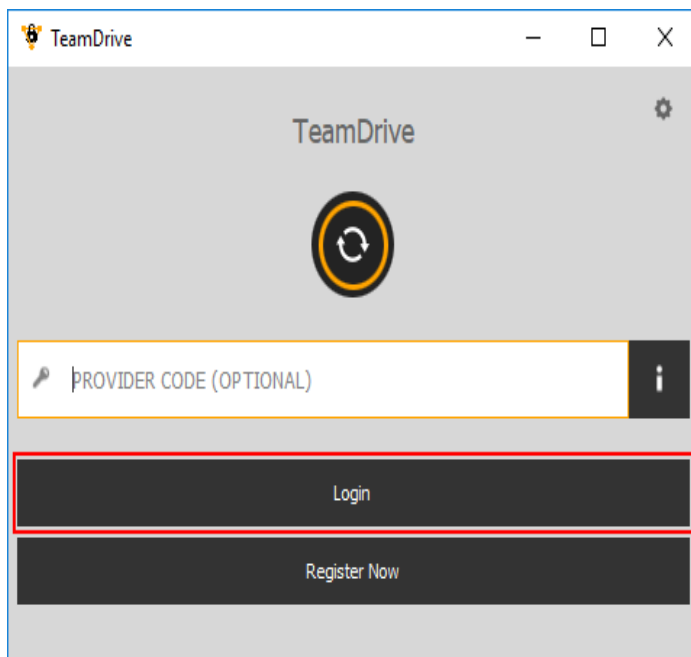 TeamDrive
TeamDrive
PROVIDER CODE (OPTIONAL)
Login
Register Now